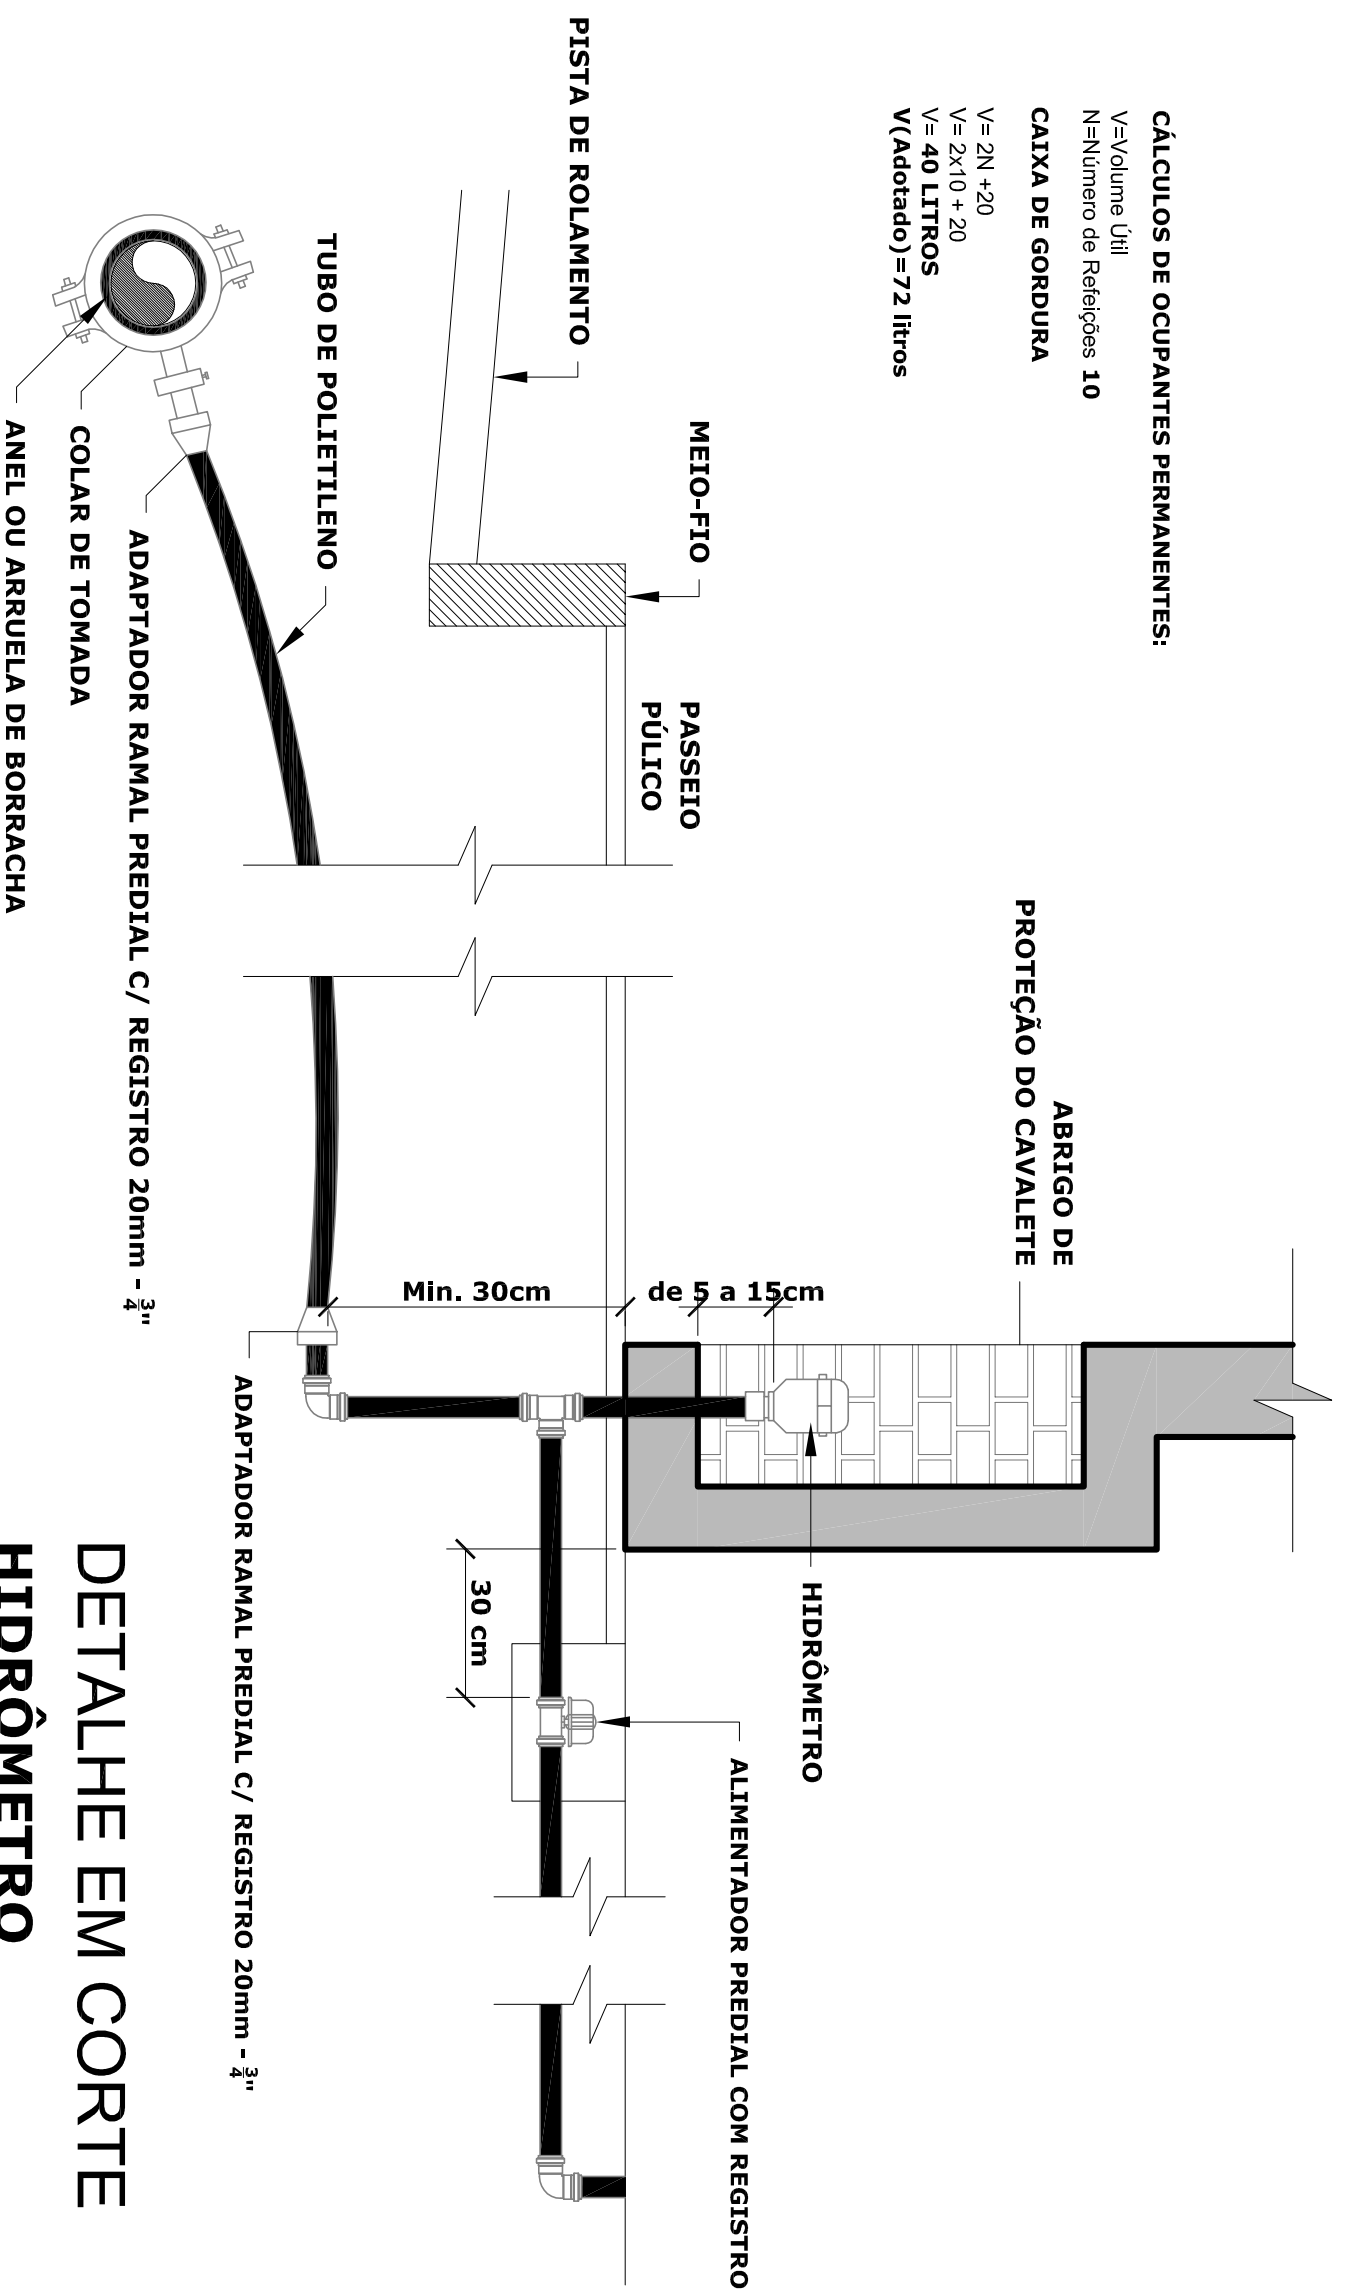 CÁLCULOS DE OCUPANTES PERMANENTES:
V=Volume Útil
N=Número de Refeições 10
CAIXA DE GORDURA
V= 2N +20
V= 2x10 + 20
V= 40 LITROS
V(Adotado)=72 litros
ABRIGO DE
PROTEÇÃO DO CAVALETE
HIDRÔMETRO
ALIMENTADOR PREDIAL COM REGISTRO
MEIO-FIO
PASSEIO
PÚLICO
PISTA DE ROLAMENTO
de 5 a 15cm
Min. 30cm
30 cm
TUBO DE POLIETILENO
ADAPTADOR RAMAL PREDIAL C/ REGISTRO 20mm - 3/4"
ADAPTADOR RAMAL PREDIAL C/ REGISTRO 20mm - 3/4"
COLAR DE TOMADA
ANEL OU ARRUELA DE BORRACHA
DETALHE EM CORTE
HIDRÔMETRO